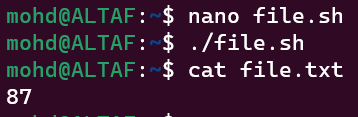 mohd@ALTAF:~$ nano file.sh
mohd@ALTAF:~$ ./file.sh
mohd@ALTAF:~$ cat file.txt
87